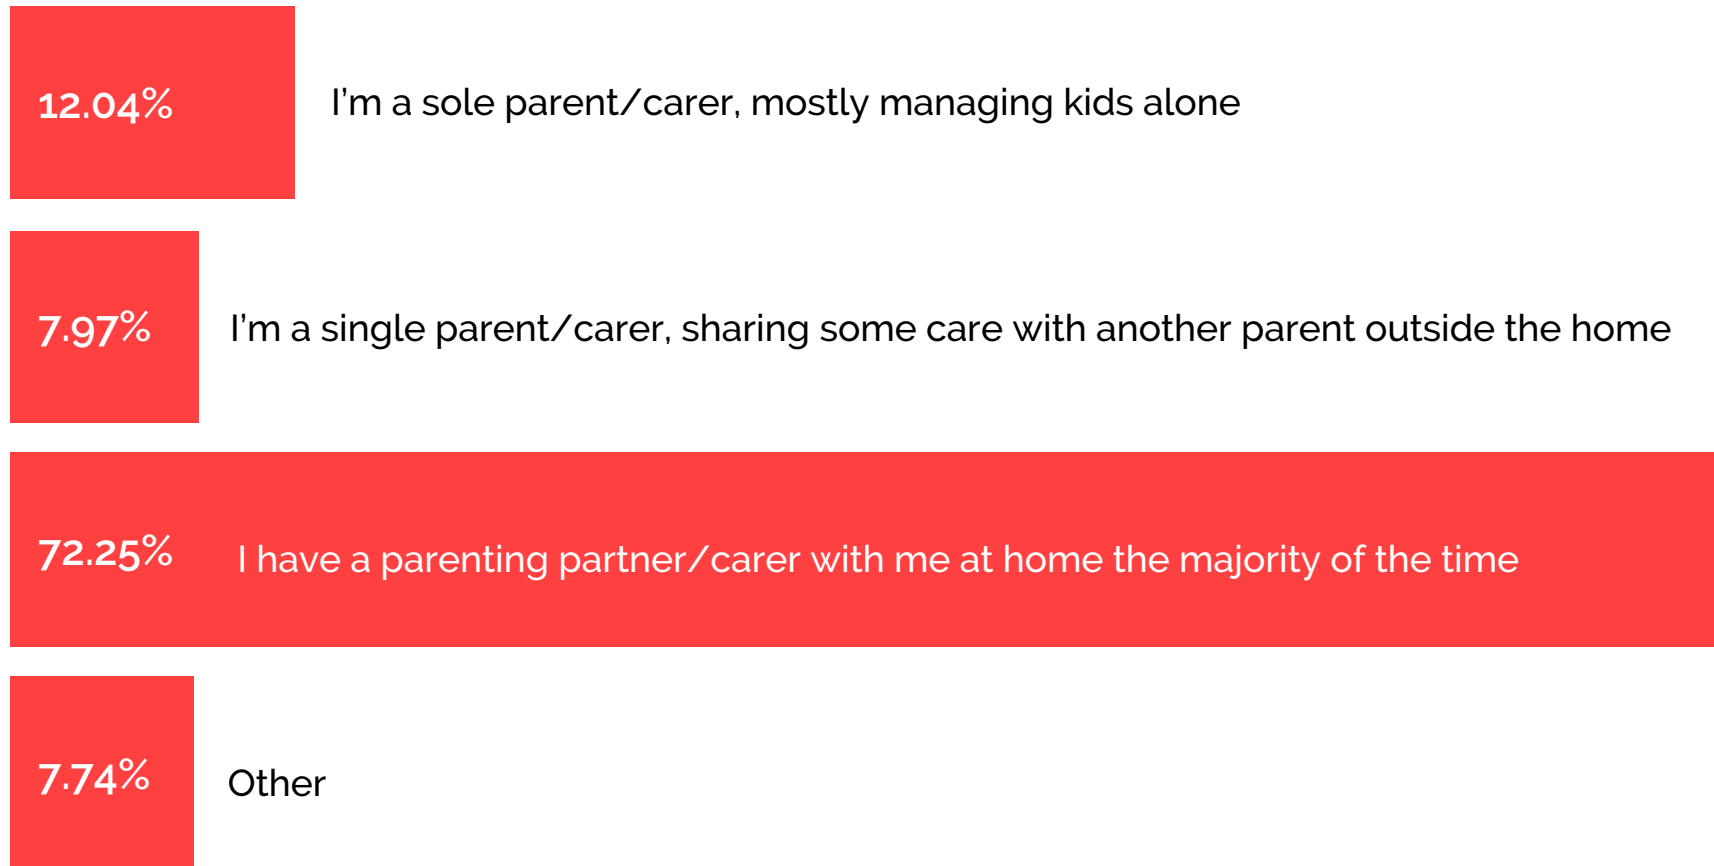 12.04% I’m a sole parent/carer, mostly managing kids alone
7.97% I’m a single parent/carer, sharing some care with another parent outside the home
72.25% I have a parenting partner/carer with me at home the majority of the time
7.74% Other